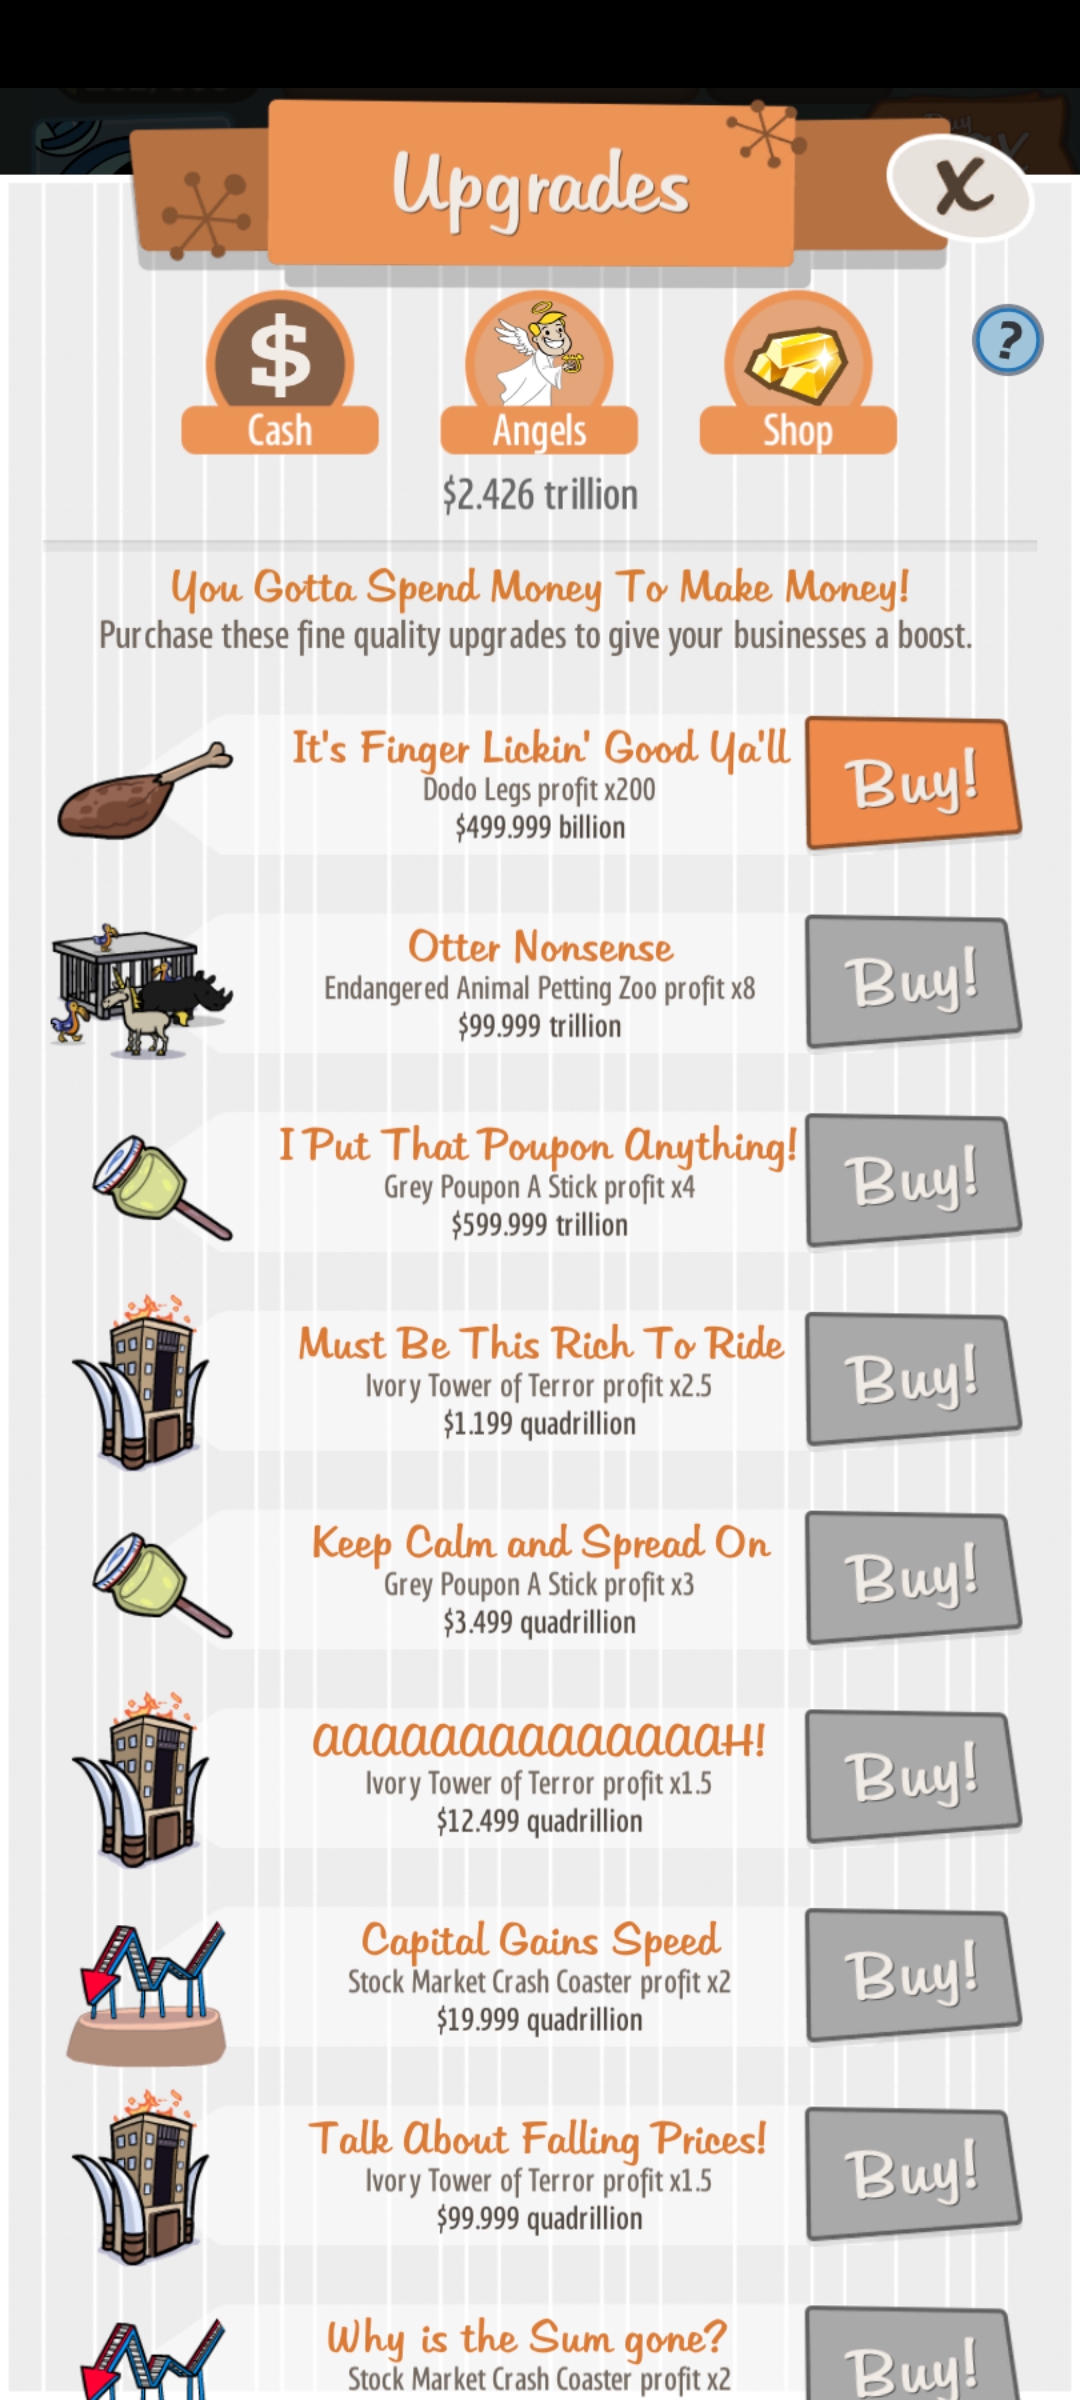 Upgrades
X
?
$
Cash
Angels
Shop
$2.426 trillion
You Gotta Spend Money To Make Money!
Purchase these fine quality upgrades to give your businesses a boost.
It's Finger Lickin' Good Ya'll
Dodo Legs profit x200
$499.999 billion
Buy!
Otter Nonsense
Endangered Animal Petting Zoo profit x8
$99.999 trillion
Buy!
I Put That Poupon Anything!
Grey Poupon A Stick profit x4
$599.999 trillion
Buy!
Must Be This Rich To Ride
Ivory Tower of Terror profit x2.5
$1.199 quadrillion
Buy!
Keep Calm and Spread On
Grey Poupon A Stick profit x3
$3.499 quadrillion
Buy!
AAAAAAAAAAAAAAH!
Ivory Tower of Terror profit x1.5
$12.499 quadrillion
Buy!
Capital Gains Speed
Stock Market Crash Coaster profit x2
$19.999 quadrillion
Buy!
Talk About Falling Prices!
Ivory Tower of Terror profit x1.5
$99.999 quadrillion
Buy!
Why is the Sum gone?
Stock Market Crash Coaster profit x2
Buy!